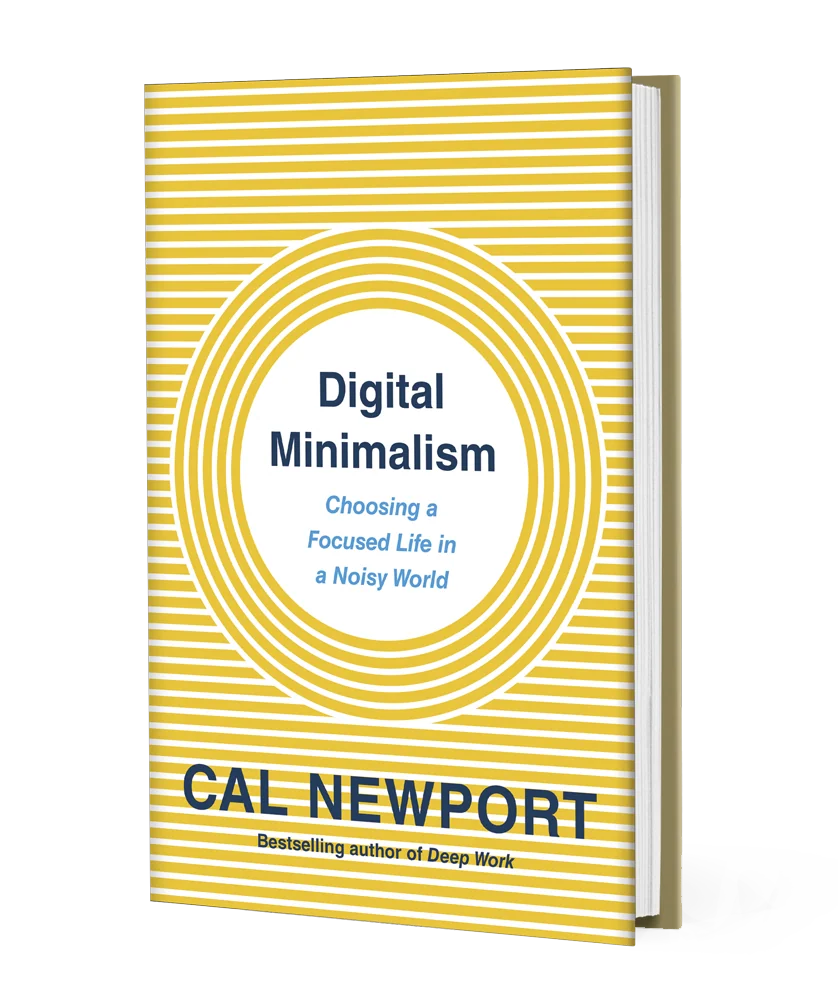 Digital
Minimalism
Choosing a
Focused Life in
a Noisy World
CAL NEWPORT
Bestselling author of Deep Work